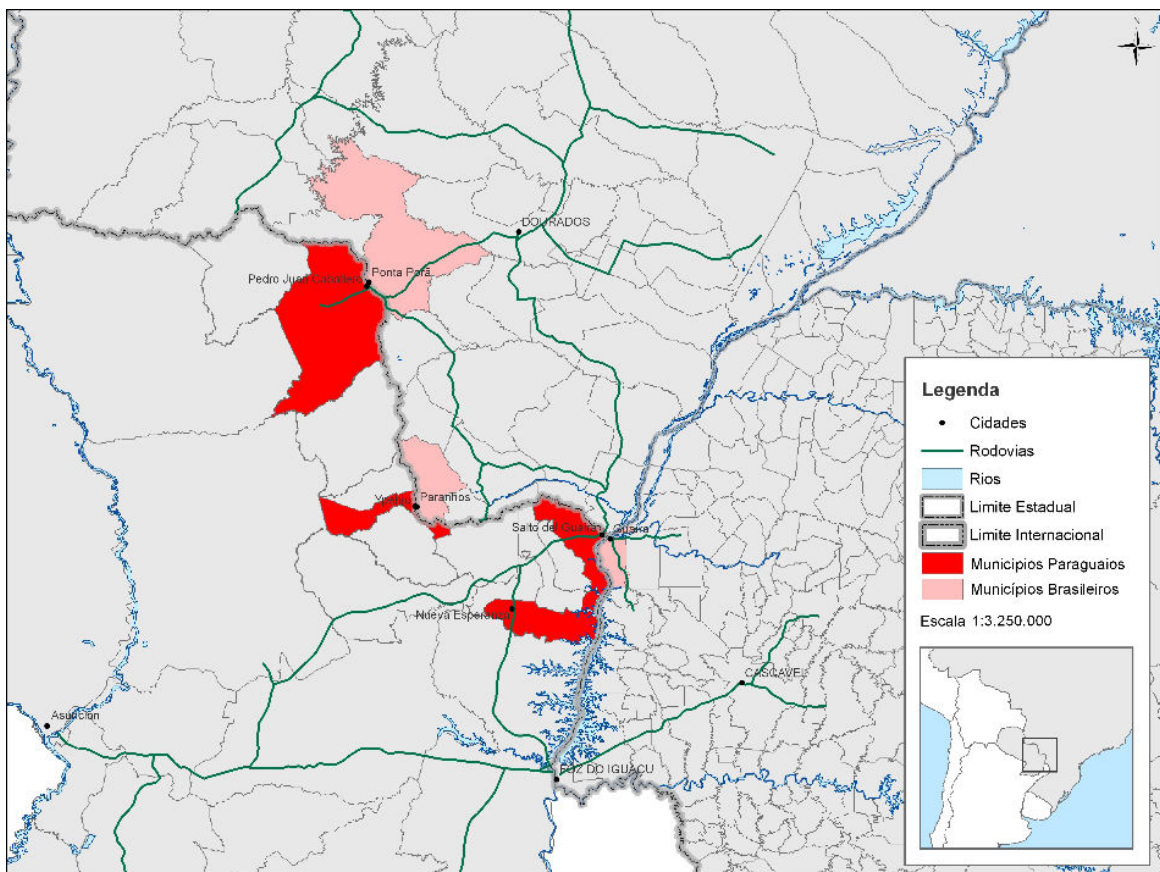 DOURADOS
Ponta Porã
Pedro Juan Caballero
Paranhos
Salto del Guairá
Guaíra
Nueva Esperanza
CASCAVEL
Asunción
FOZ DO IGUAÇU
Legenda
Cidades
Rodovias
Rios
Limite Estadual
Limite Internacional
Municipios Paraguaios
Municípios Brasileiros
Escala 1:3.250.000